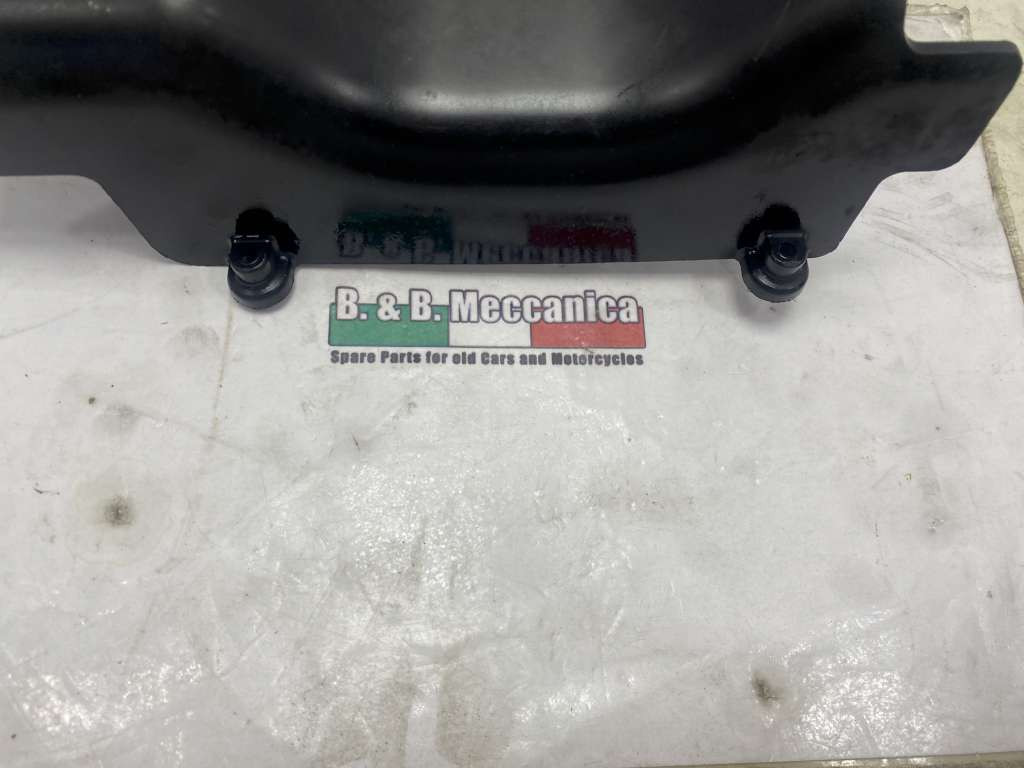 B. & B. Meccanica
Spare Parts for old Cars and Motorcycles